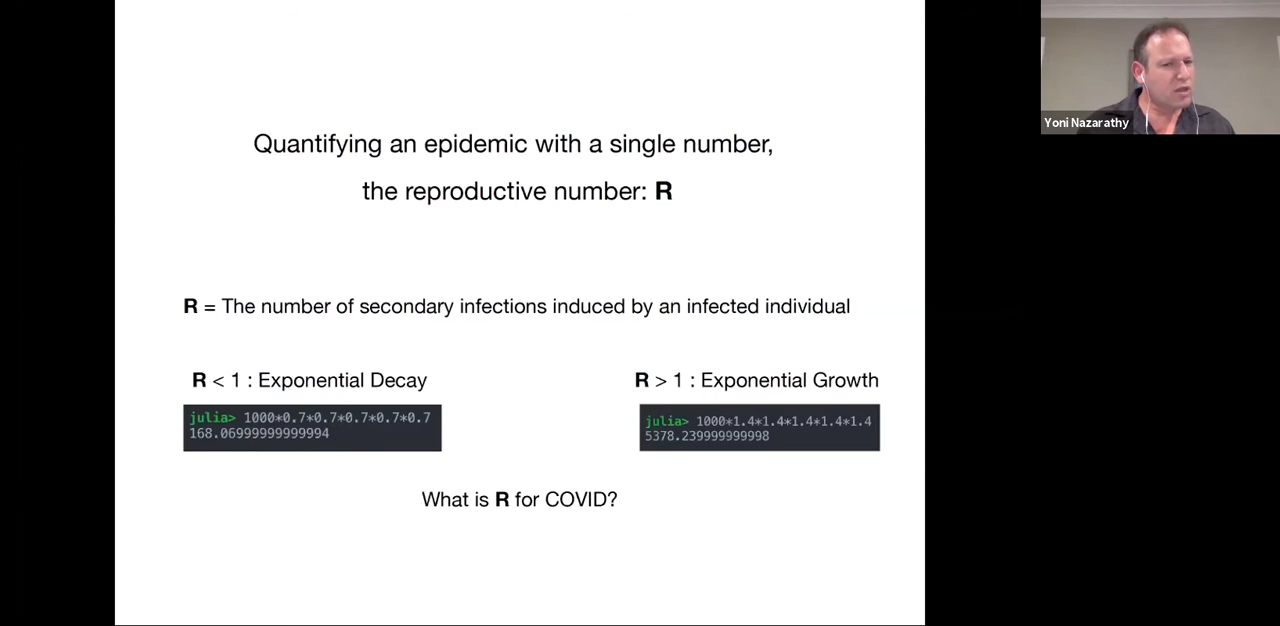 Quantifying an epidemic with a single number,
the reproductive number: R
R = The number of secondary infections induced by an infected individual
R < 1 : Exponential Decay
julia> 1000*0.7*0.7*0.7*0.7*0.7
168.06999999999994
R > 1 : Exponential Growth
julia> 1000*1.4*1.4*1.4*1.4*1.4
5378.239999999998
What is R for COVID?
Yoni Nazarathy